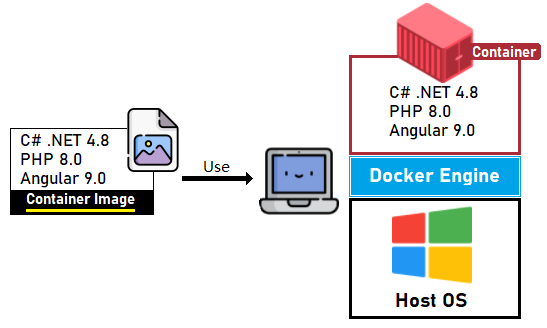 C# .NET 4.8
PHP 8.0
Angular 9.0
Container Image
Use
Container
C# .NET 4.8
PHP 8.0
Angular 9.0
Docker Engine
Host OS